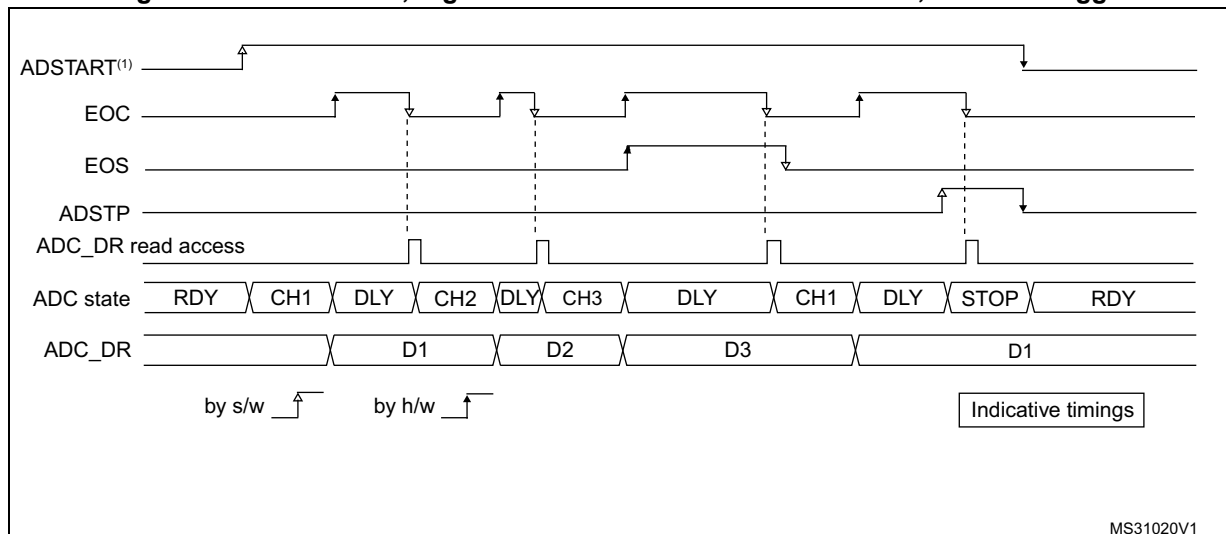 ADSTART(1)
EOC
EOS
ADSTP
ADC_DR read access
ADC state RDY CH1 DLY CH2 DLY CH3 DLY CH1 DLY STOP RDY
ADC_DR D1 D2 D3 D1
by s/w by h/w Indicative timings
MS31020V1